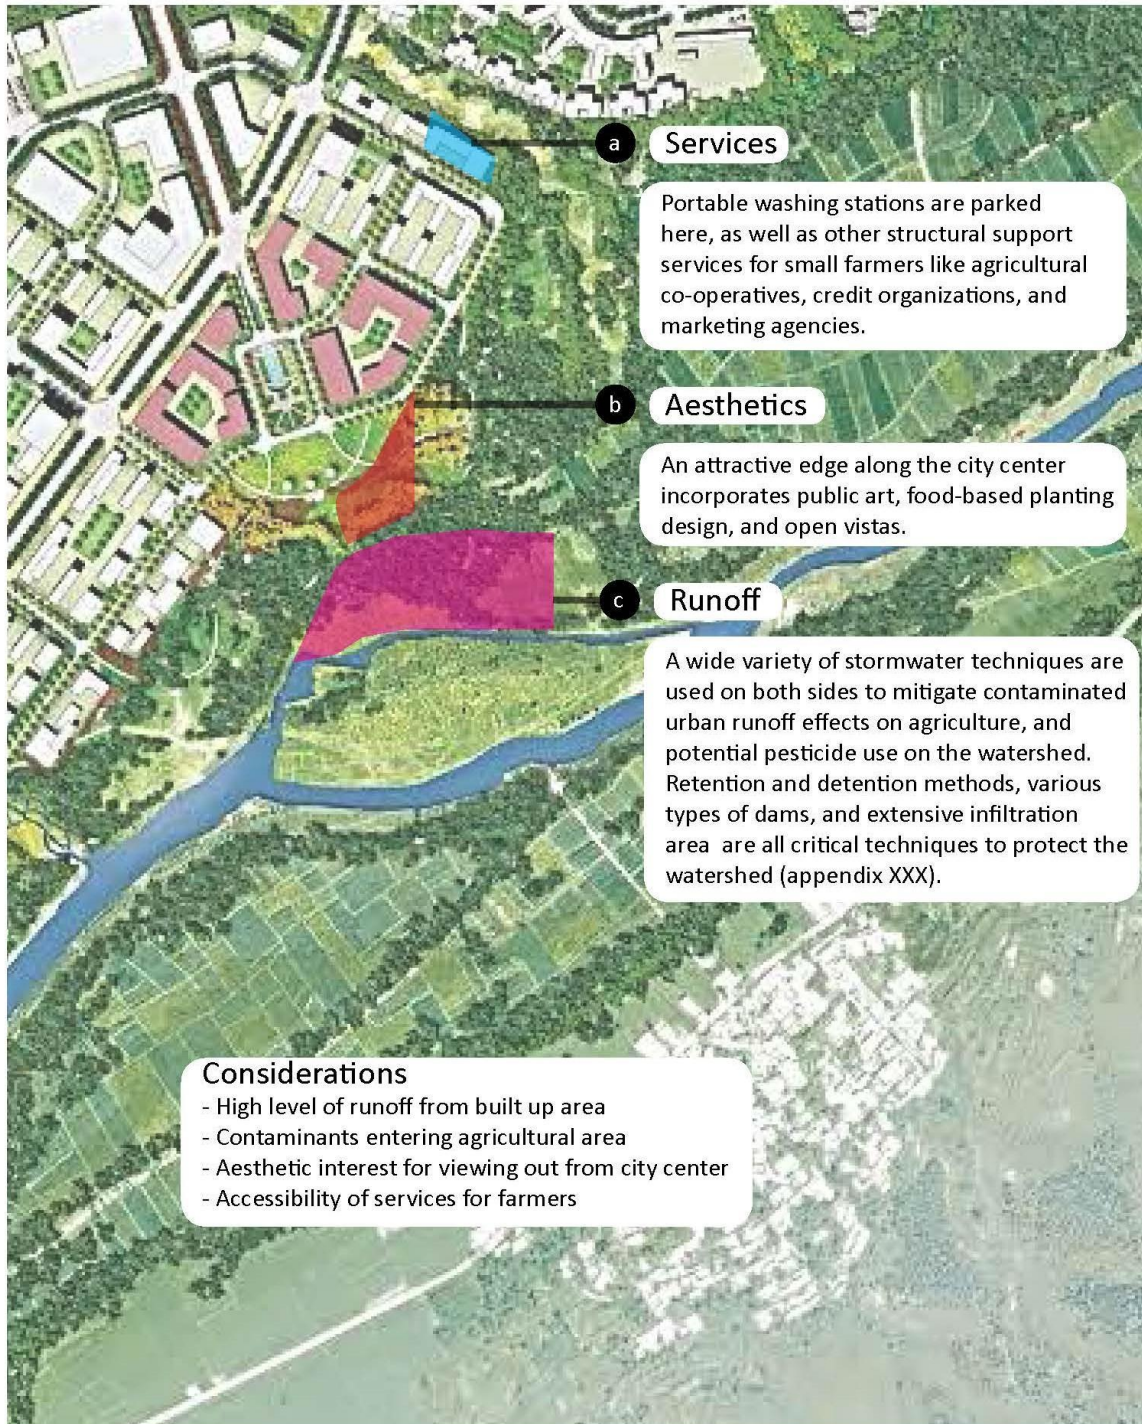 a Services
Portable washing stations are parked
here, as well as other structural support
services for small farmers like agricultural
co-operatives, credit organizations, and
marketing agencies.
b Aesthetics
An attractive edge along the city center
incorporates public art, food-based planting
design, and open vistas.
c Runoff
A wide variety of stormwater techniques are
used on both sides to mitigate contaminated
urban runoff effects on agriculture, and
potential pesticide use on the watershed.
Retention and detention methods, various
types of dams, and extensive infiltration
area are all critical techniques to protect the
watershed (appendix XXX).
Considerations
- High level of runoff from built up area
- Contaminants entering agricultural area
- Aesthetic interest for viewing out from city center
- Accessibility of services for farmers